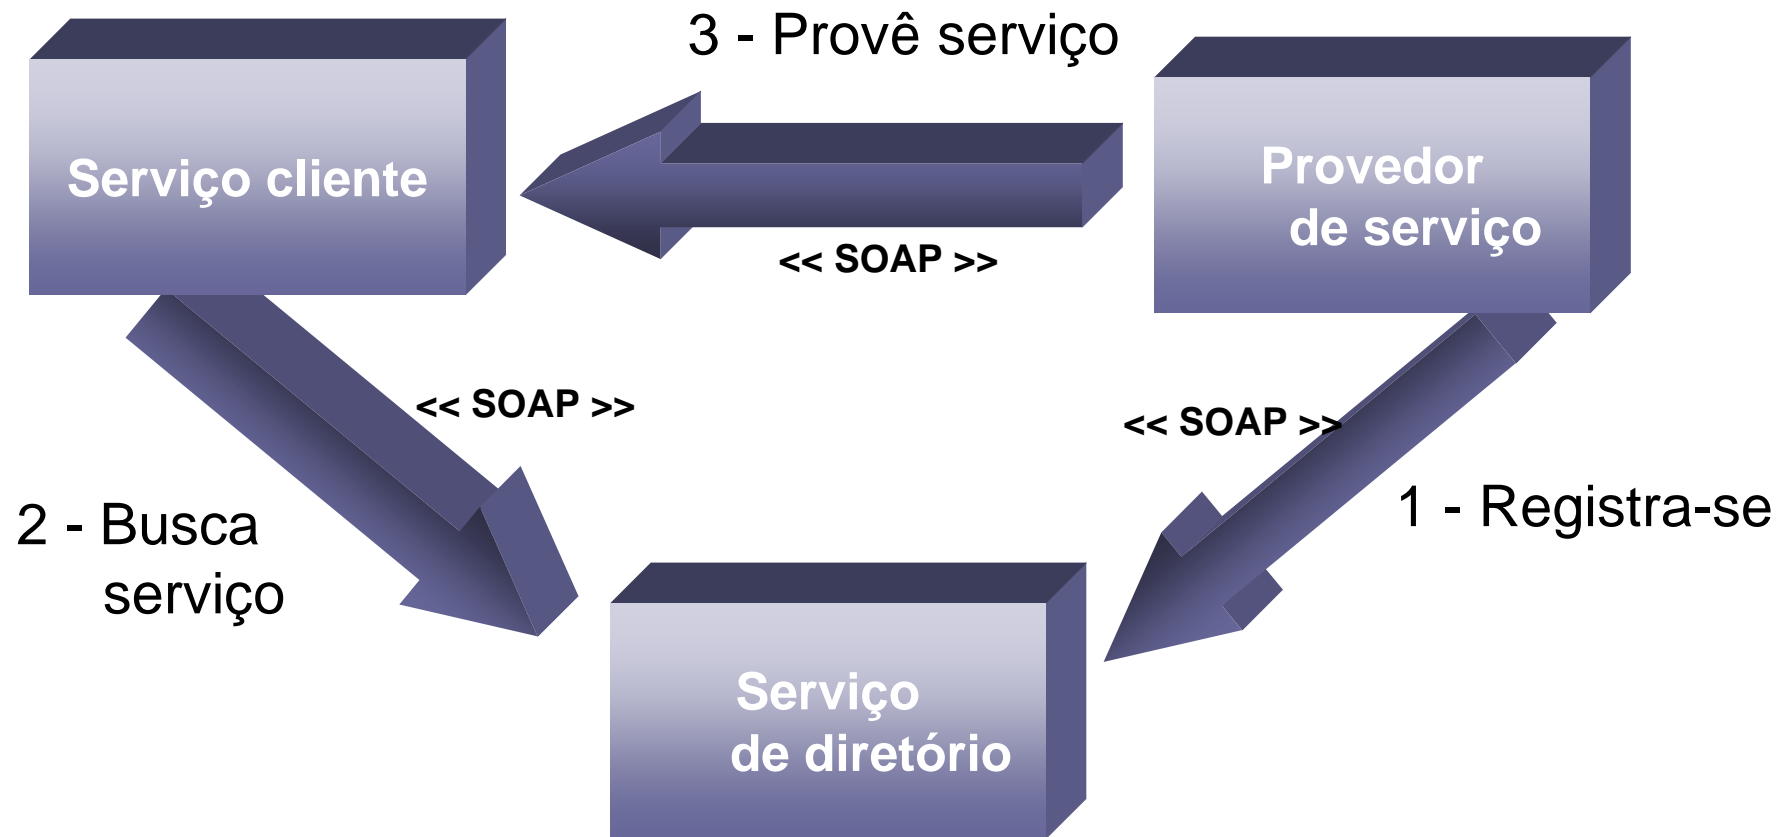 3 - Provê serviço
Serviço cliente
Provedor
de serviço
<< SOAP >>
<< SOAP >>
<< SOAP >>
2 - Busca
serviço
1 - Registra-se
Serviço
de diretório